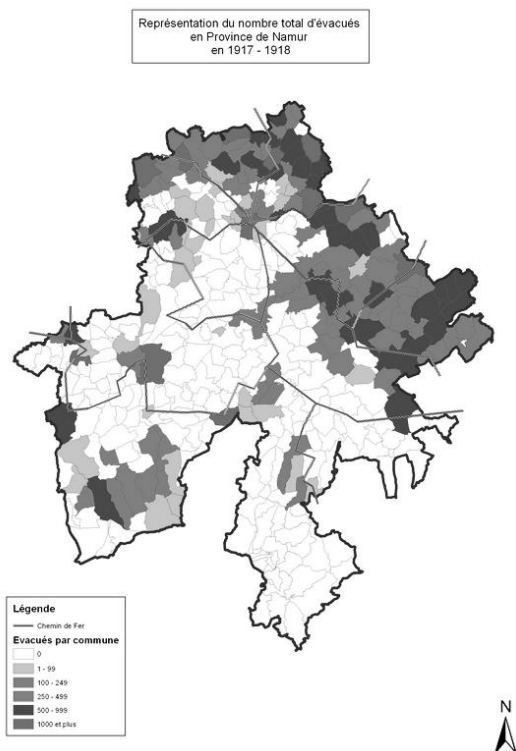 Représentation du nombre total d'évacués
en Province de Namur
en 1917 - 1918
Légende
Chemin de Fer
Evacués par commune
0
1 - 99
100 - 249
250 - 499
500 - 999
1000 et plus
N